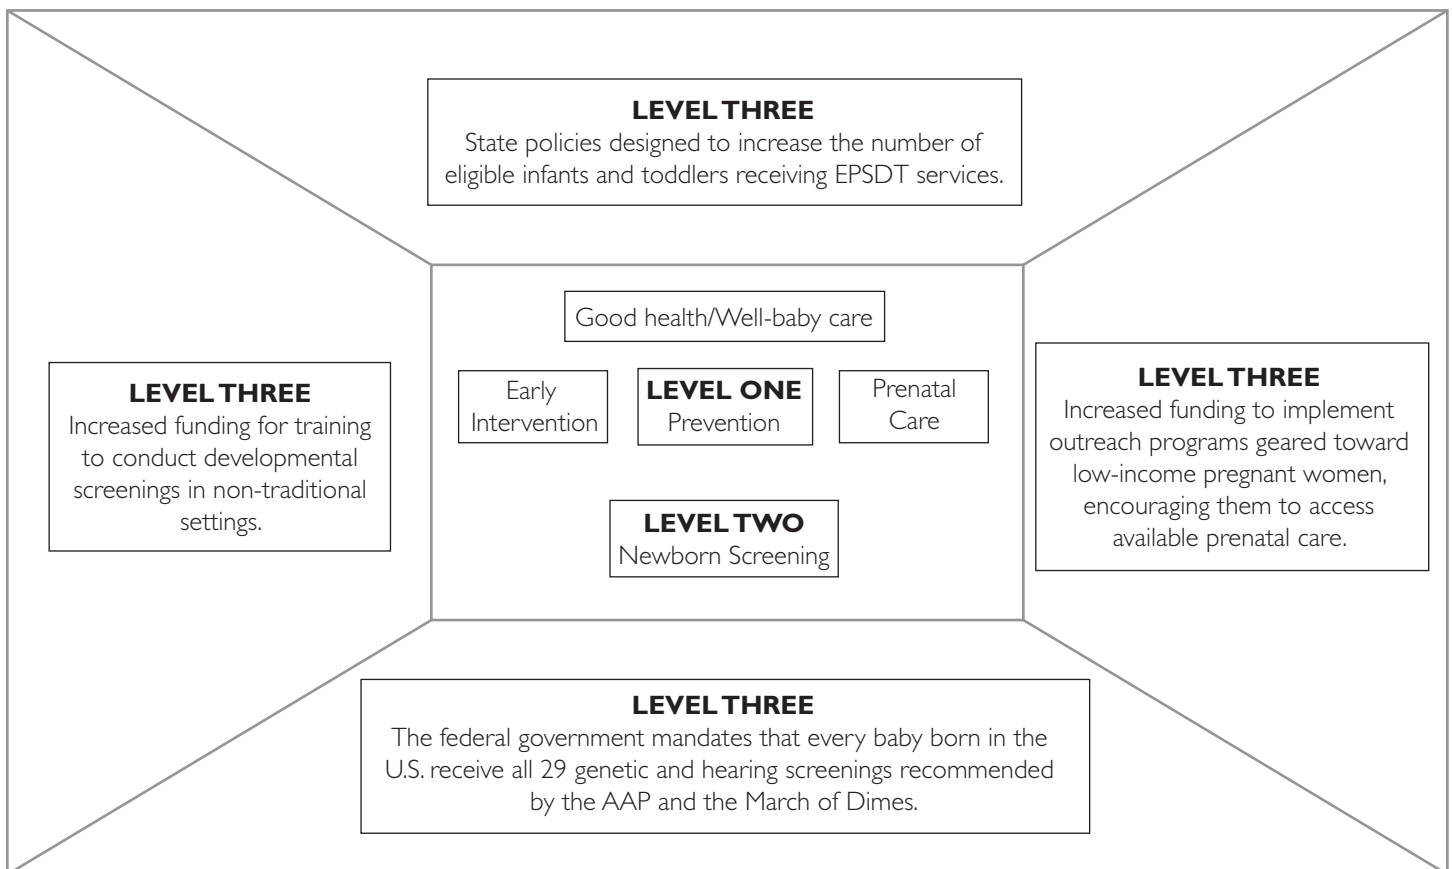 LEVEL THREE
State policies designed to increase the number of
eligible infants and toddlers receiving EPSDT services.
Good health/Well-baby care
LEVEL THREE
Increased funding for training
to conduct developmental
screenings in non-traditional
settings.
Early
Intervention
LEVEL ONE
Prevention
Prenatal
Care
LEVEL THREE
Increased funding to implement
outreach programs geared toward
low-income pregnant women,
encouraging them to access
available prenatal care.
LEVEL TWO
Newborn Screening
LEVEL THREE
The federal government mandates that every baby born in the
U.S. receive all 29 genetic and hearing screenings recommended
by the AAP and the March of Dimes.